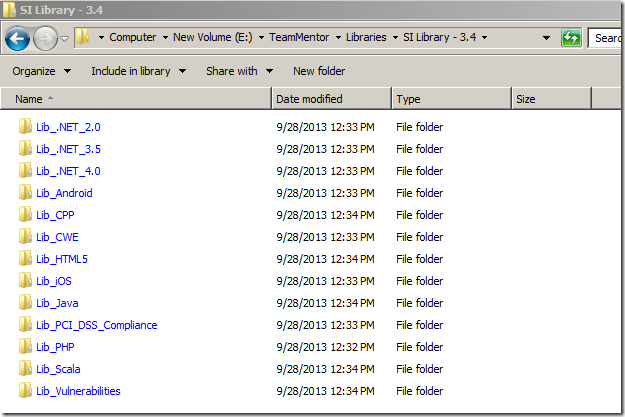 SI Library - 3.4
Computer New Volume (E:) TeamMentor Libraries SI Library - 3.4 Searc
Organize Include in library Share with New folder
Name Date modified Type Size
Lib_.NET_2.0 9/28/2013 12:33 PM File folder
Lib_.NET_3.5 9/28/2013 12:33 PM File folder
Lib_.NET_4.0 9/28/2013 12:33 PM File folder
Lib_Android 9/28/2013 12:33 PM File folder
Lib_CPP 9/28/2013 12:34 PM File folder
Lib_CWE 9/28/2013 12:33 PM File folder
Lib_HTML5 9/28/2013 12:34 PM File folder
Lib_iOS 9/28/2013 12:33 PM File folder
Lib_Java 9/28/2013 12:34 PM File folder
Lib_PCI_DSS_Compliance 9/28/2013 12:33 PM File folder
Lib_PHP 9/28/2013 12:32 PM File folder
Lib_Scala 9/28/2013 12:34 PM File folder
Lib_Vulnerabilities 9/28/2013 12:34 PM File folder